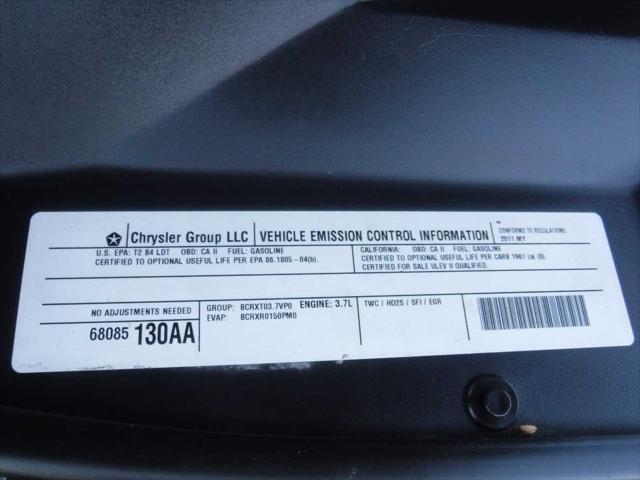 Chrysler Group LLC VEHICLE EMISSION CONTROL INFORMATION CONFORMS TO REGULATIONS:
2011 MY
U.S. EPA: T2 B4 LDT OBD: CA II FUEL: GASOLINE
CERTIFIED TO OPTIONAL USEFUL LIFE PER EPA 86.1805-04(b).
CALIFORNIA: OBD: CA II FUEL: GASOLINE
CERTIFIED TO OPTIONAL USEFUL LIFE PER CARB 1961 (a) (8).
CERTIFIED FOR SALE ULEV II QUALIFIED.
NO ADJUSTMENTS NEEDED
68085 130AA
GROUP: BCRXT03.7VP0 ENGINE: 3.7L
EVAP: BCRXR0150PM0
TWC / HO2S / SFI / EGR